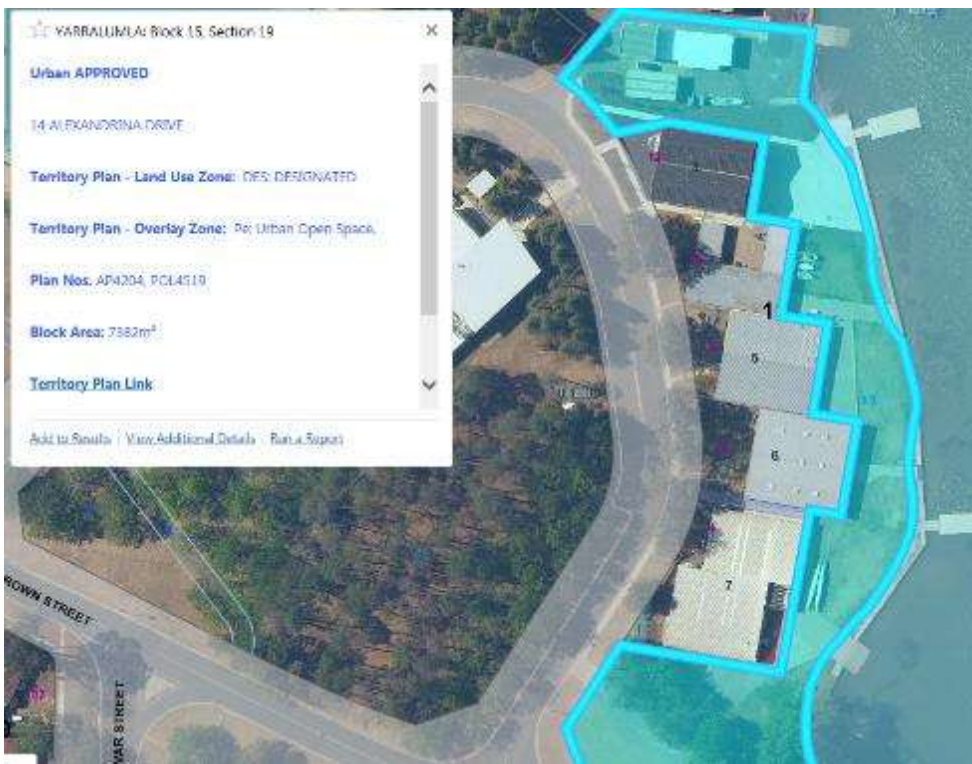 YARRALUMLA: Block 15, Section 19
Urban APPROVED
14 ALEXANDRINA DRIVE
Territory Plan - Land Use Zone: DES: DESIGNATED
Territory Plan - Overlay Zone: Pe: Urban Open Space,
Plan Nos. AP4204, POL4519
Block Area: 7382m²
Territory Plan Link
Add to Results View Additional Details Run a Report
1
5
6
7
BROWN STREET